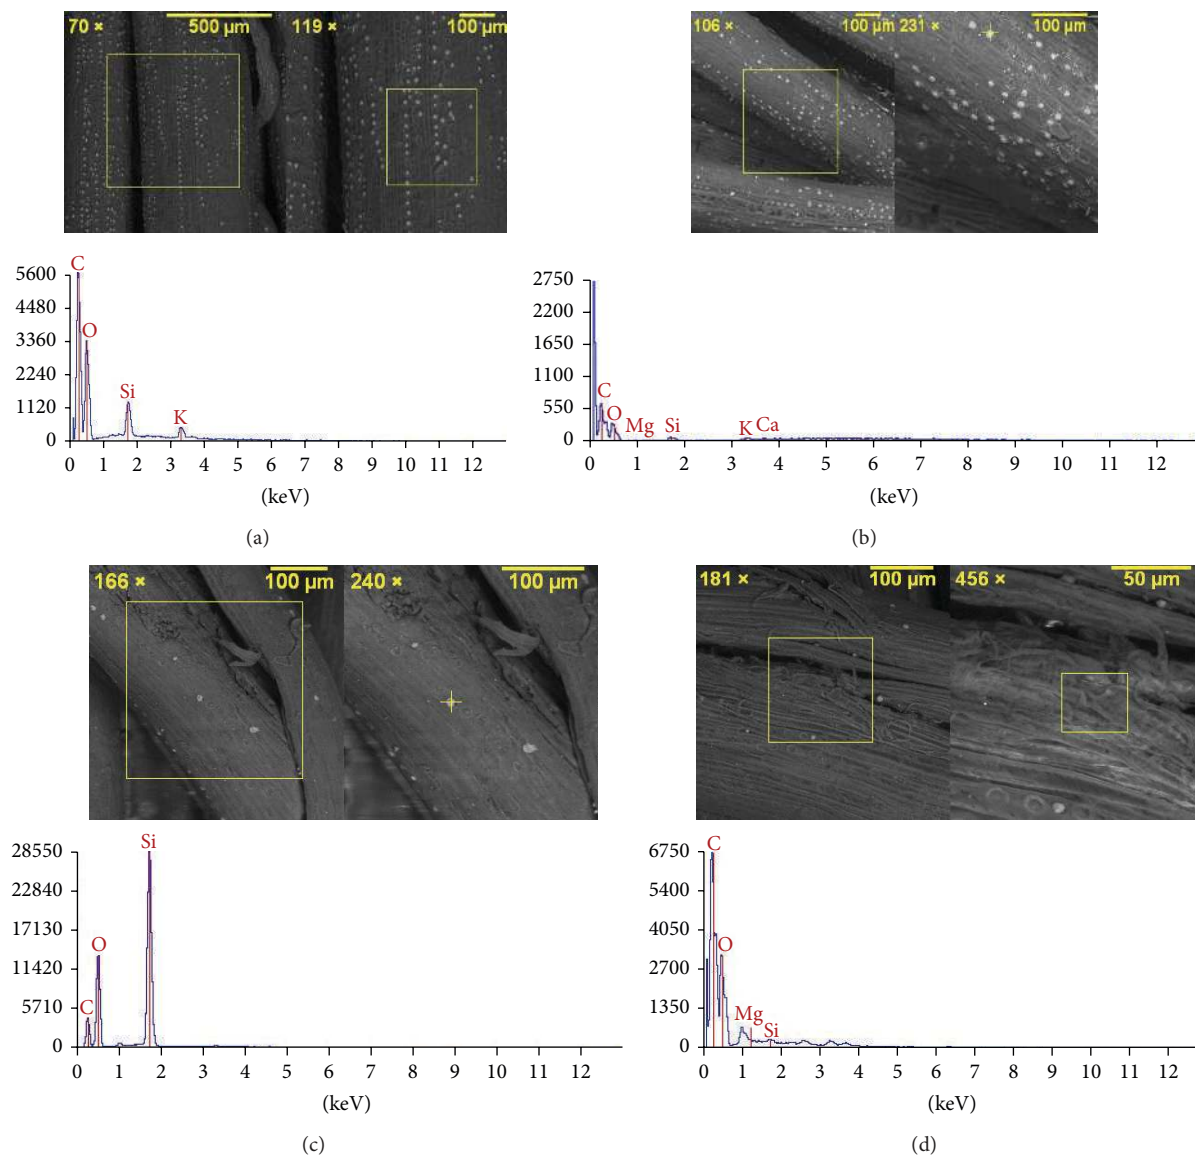 70 × 500 µm 119 × 100 µm
C
5600
4480
3360
2240
1120
0
O
Si
K
0 1 2 3 4 5 6 7 8 9 10 11 12
(keV)
(a)
106 × 100 µm 231 × 100 µm
2750
2200
1650
1100
550
0
C
O
Mg
Si
K
Ca
0 1 2 3 4 5 6 7 8 9 10 11 12
(keV)
(b)
166 × 100 µm 240 × 100 µm
28550
22840
17130
11420
5710
0
C
O
Si
0 1 2 3 4 5 6 7 8 9 10 11 12
(keV)
(c)
181 × 100 µm 456 × 50 µm
6750
5400
4050
2700
1350
0
C
O
Mg
Si
0 1 2 3 4 5 6 7 8 9 10 11 12
(keV)
(d)